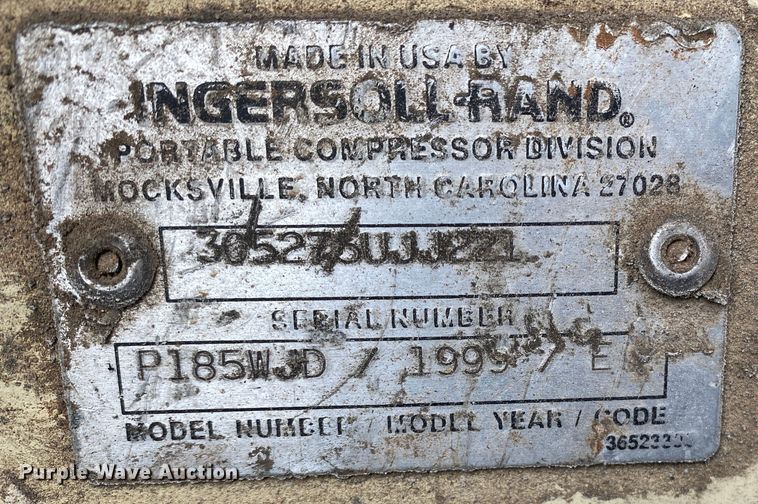 MADE IN USA BY
INGERSOLL-RAND®
PORTABLE COMPRESSOR DIVISION
MOCKSVILLE, NORTH CAROLINA 27028
SERIAL NUMBER
P185WJD / 1999 /
MODEL NUMBER / MODEL YEAR / CODE
Purple Wave Auction